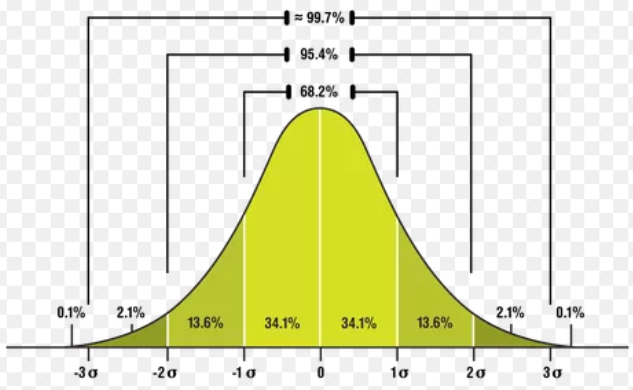 ≈ 99.7%
95.4%
68.2%
0.1% 2.1% 13.6% 34.1% 34.1% 13.6% 2.1% 0.1%
-3σ -2σ -1σ 0 1σ 2σ 3σ